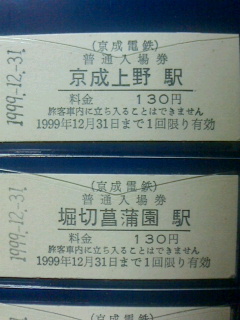 1999.12.31
(京成電鉄)
普通入場券
京成上野 駅
料金 130円
旅客車内に立ち入ることはできません
1999年12月31日まで1回限り有効
1999.12.31
(京成電鉄)
普通入場券
堀切菖蒲園 駅
料金 130円
旅客車内に立ち入ることはできません
1999年12月31日まで1回限り有効
(京成電鉄)